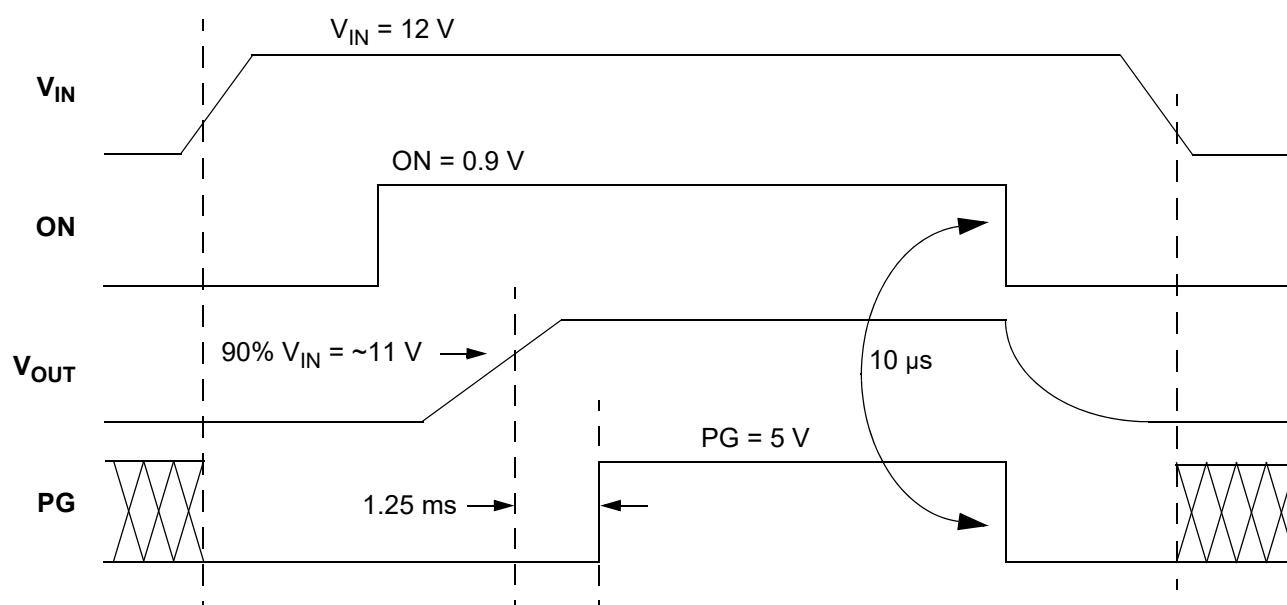 V_IN = 12 V
V_IN
ON = 0.9 V
ON
90% V_IN = ~11 V
10 µs
V_OUT
PG = 5 V
PG
1.25 ms